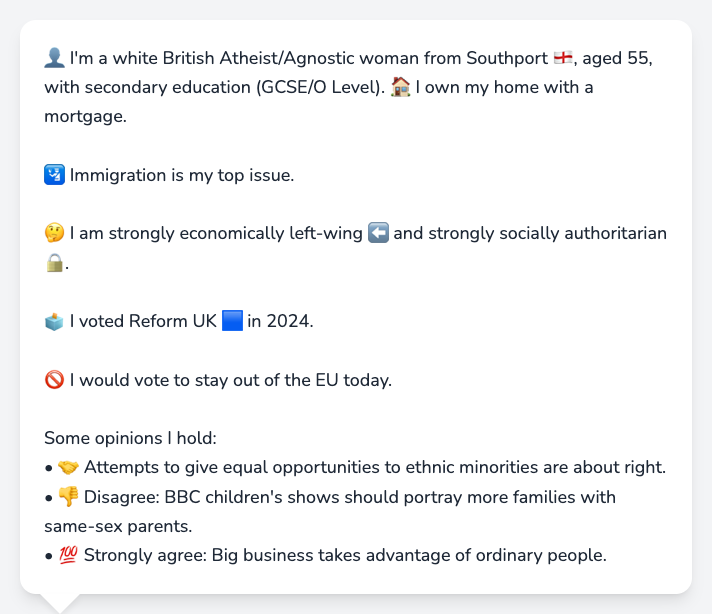 👤 I'm a white British Atheist/Agnostic woman from Southport 🏴󠁧󠁢󠁥󠁮󠁧󠁿, aged 55,
with secondary education (GCSE/O Level). 🏠 I own my home with a
mortgage.
🛂 Immigration is my top issue.
🤔 I am strongly economically left-wing ⬅️ and strongly socially authoritarian
🔒.
🗳️ I voted Reform UK 🟦 in 2024.
🚫 I would vote to stay out of the EU today.
Some opinions I hold:
• 🤝 Attempts to give equal opportunities to ethnic minorities are about right.
• 👎 Disagree: BBC children's shows should portray more families with
same-sex parents.
• 💯 Strongly agree: Big business takes advantage of ordinary people.